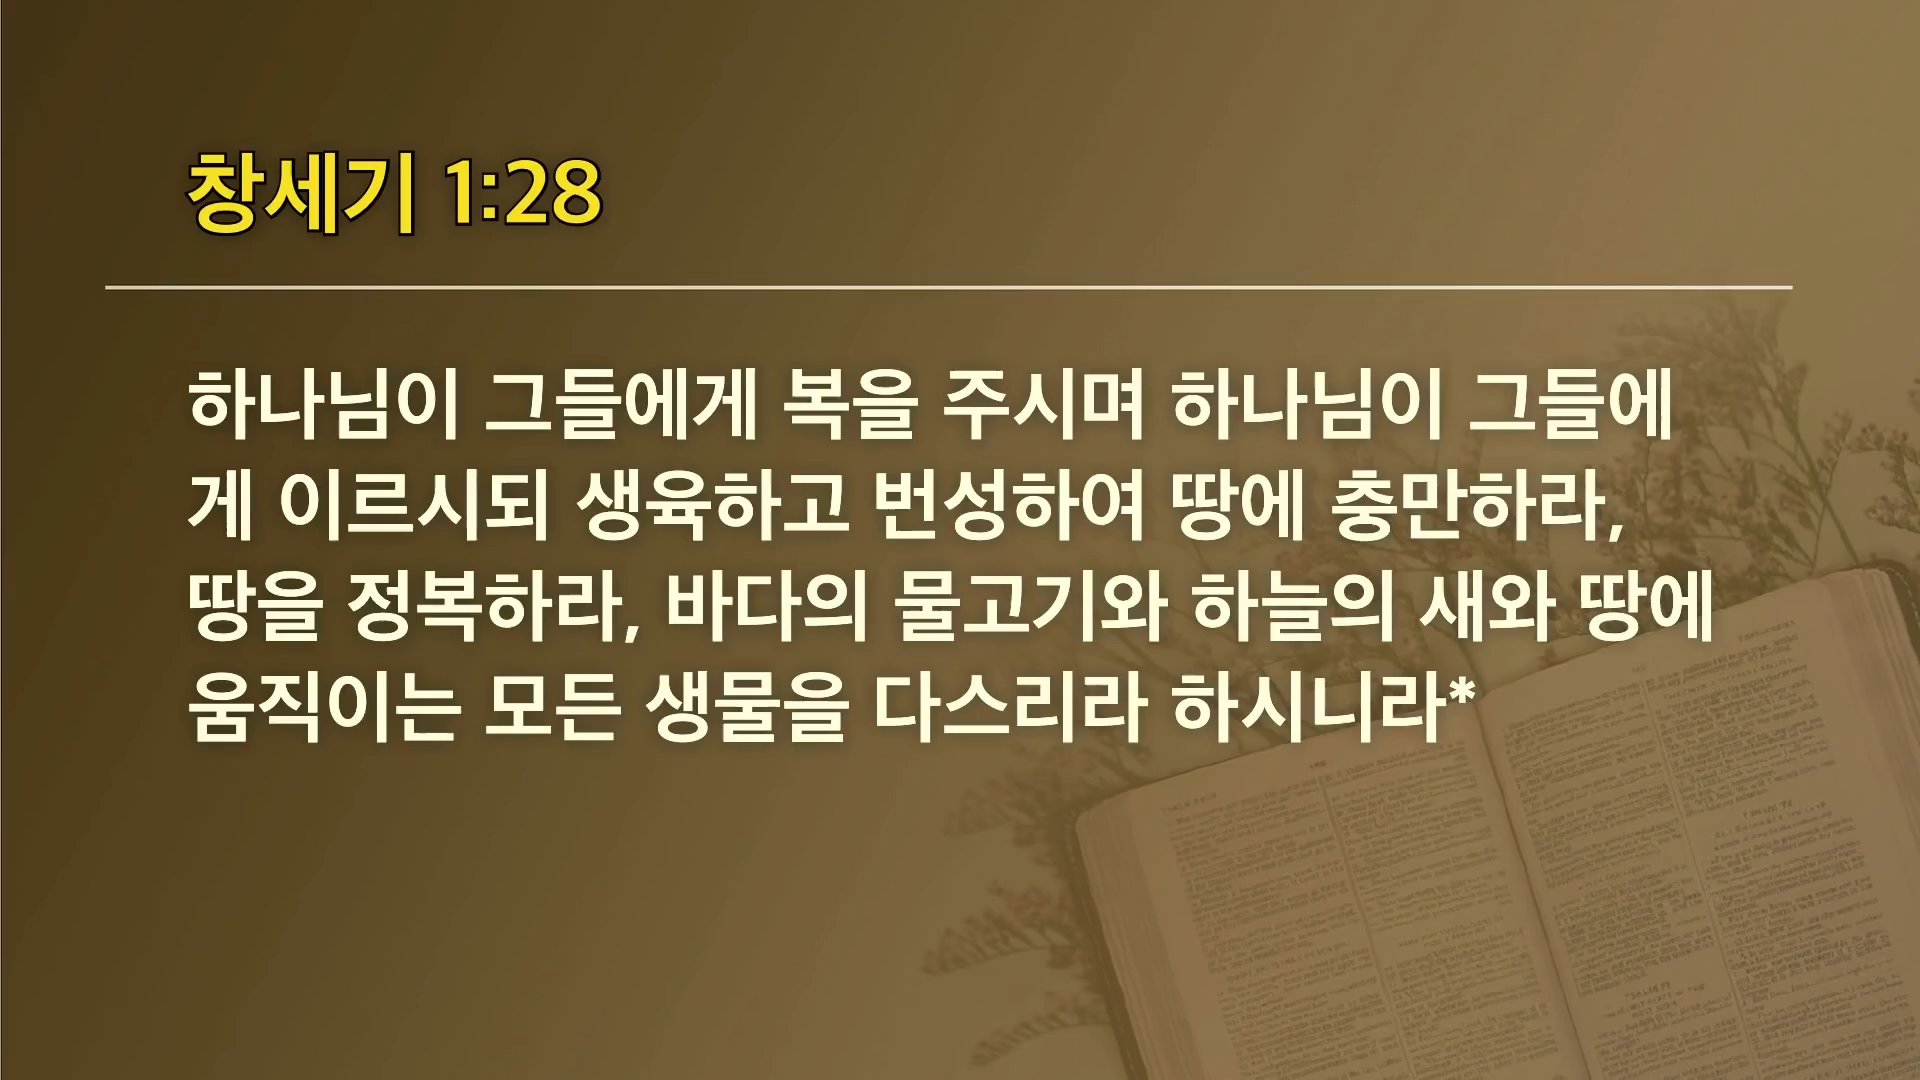 창세기 1:28
하나님이 그들에게 복을 주시며 하나님이 그들에
게 이르시되 생육하고 번성하여 땅에 충만하라,
땅을 정복하라, 바다의 물고기와 하늘의 새와 땅에
움직이는 모든 생물을 다스리라 하시니라*